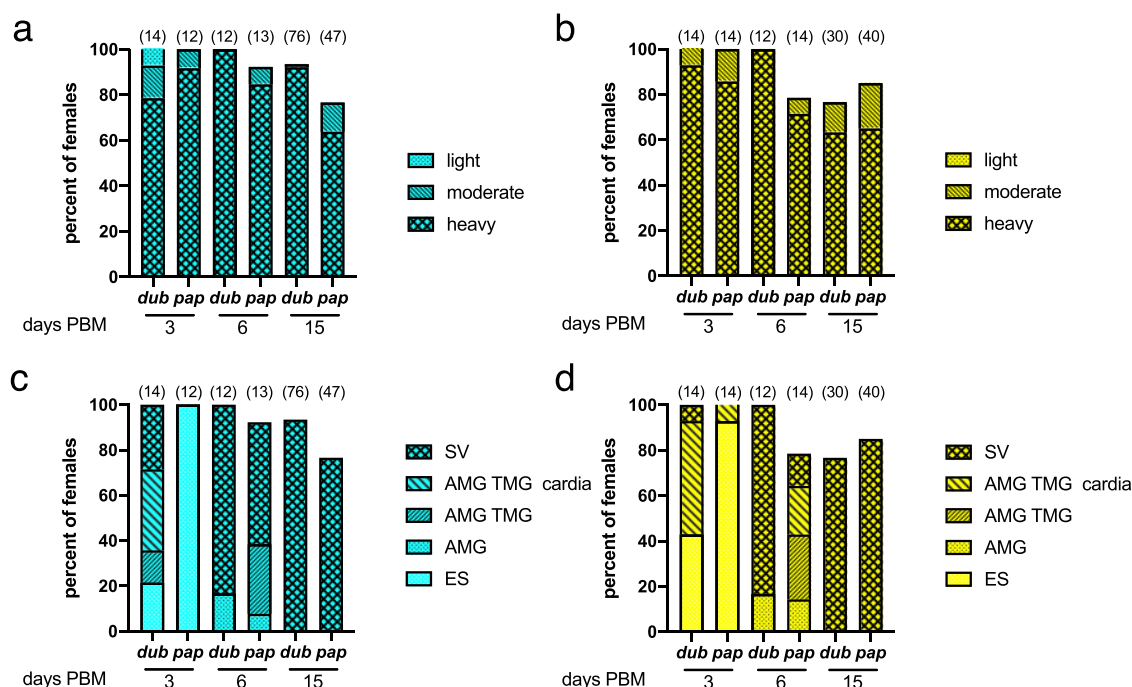 a
(14) (12) (12) (13) (76) (47)
100
80
60
40
20
0
percent of females
dub pap dub pap dub pap
days PBM 3 6 15
light
moderate
heavy
b
(14) (14) (12) (14) (30) (40)
100
80
60
40
20
0
percent of females
dub pap dub pap dub pap
days PBM 3 6 15
light
moderate
heavy
c
(14) (12) (12) (13) (76) (47)
100
80
60
40
20
0
percent of females
dub pap dub pap dub pap
days PBM 3 6 15
SV
AMG TMG cardia
AMG TMG
AMG
ES
d
(14) (14) (12) (14) (30) (40)
100
80
60
40
20
0
percent of females
dub pap dub pap dub pap
days PBM 3 6 15
SV
AMG TMG cardia
AMG TMG
AMG
ES